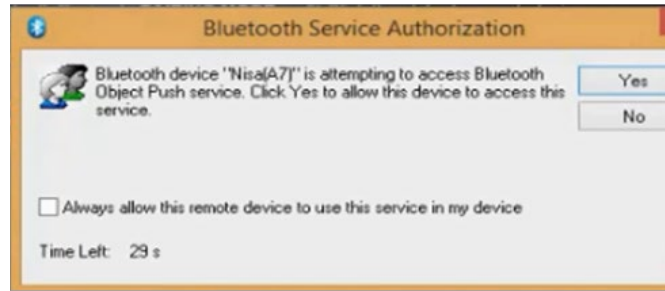 Bluetooth Service Authorization
Bluetooth device "Nisa(A7)" is attempting to access Bluetooth
Object Push service. Click Yes to allow this device to access this
service.
Yes
No
Always allow this remote device to use this service in my device
Time Left: 29 s